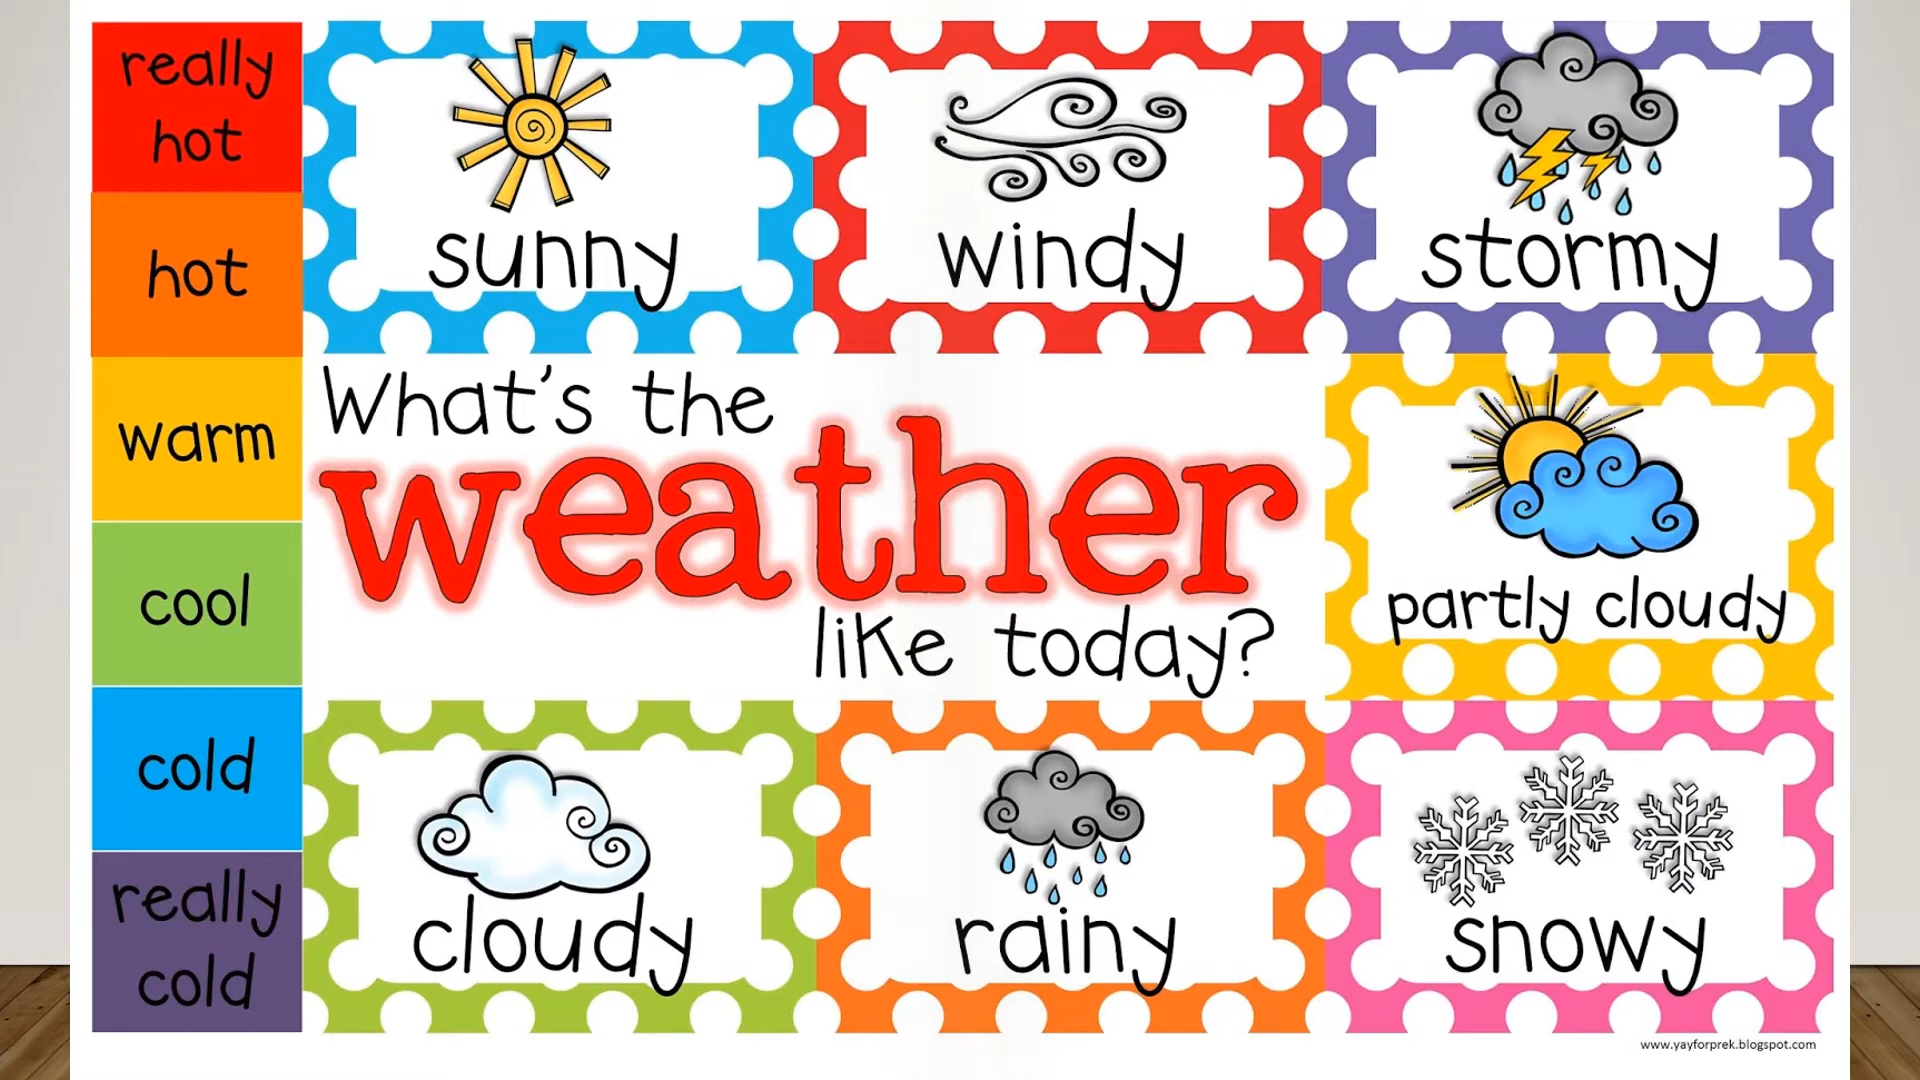 really
hot
hot
warm
cool
cold
really
cold
sunny
windy
stormy
What's the
weather
like today?
partly cloudy
cloudy
rainy
snowy
www.yayforprek.blogspot.com